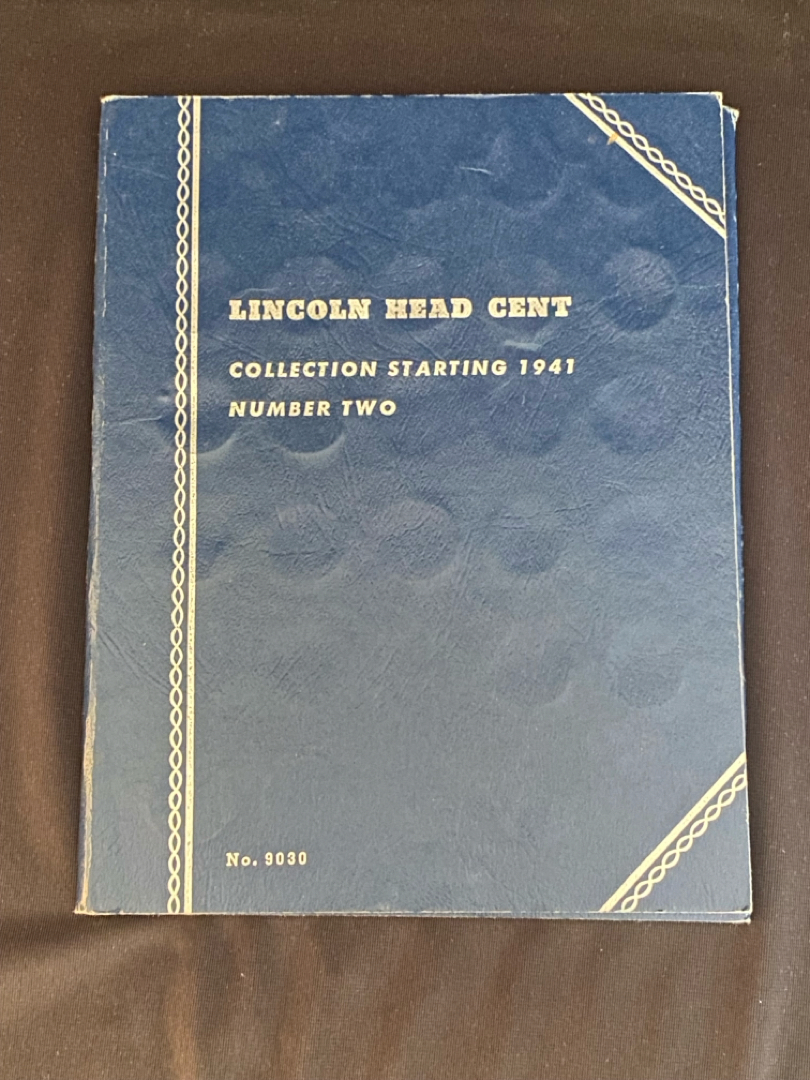 LINCOLN HEAD CENT
COLLECTION STARTING 1941
NUMBER TWO
No. 9030